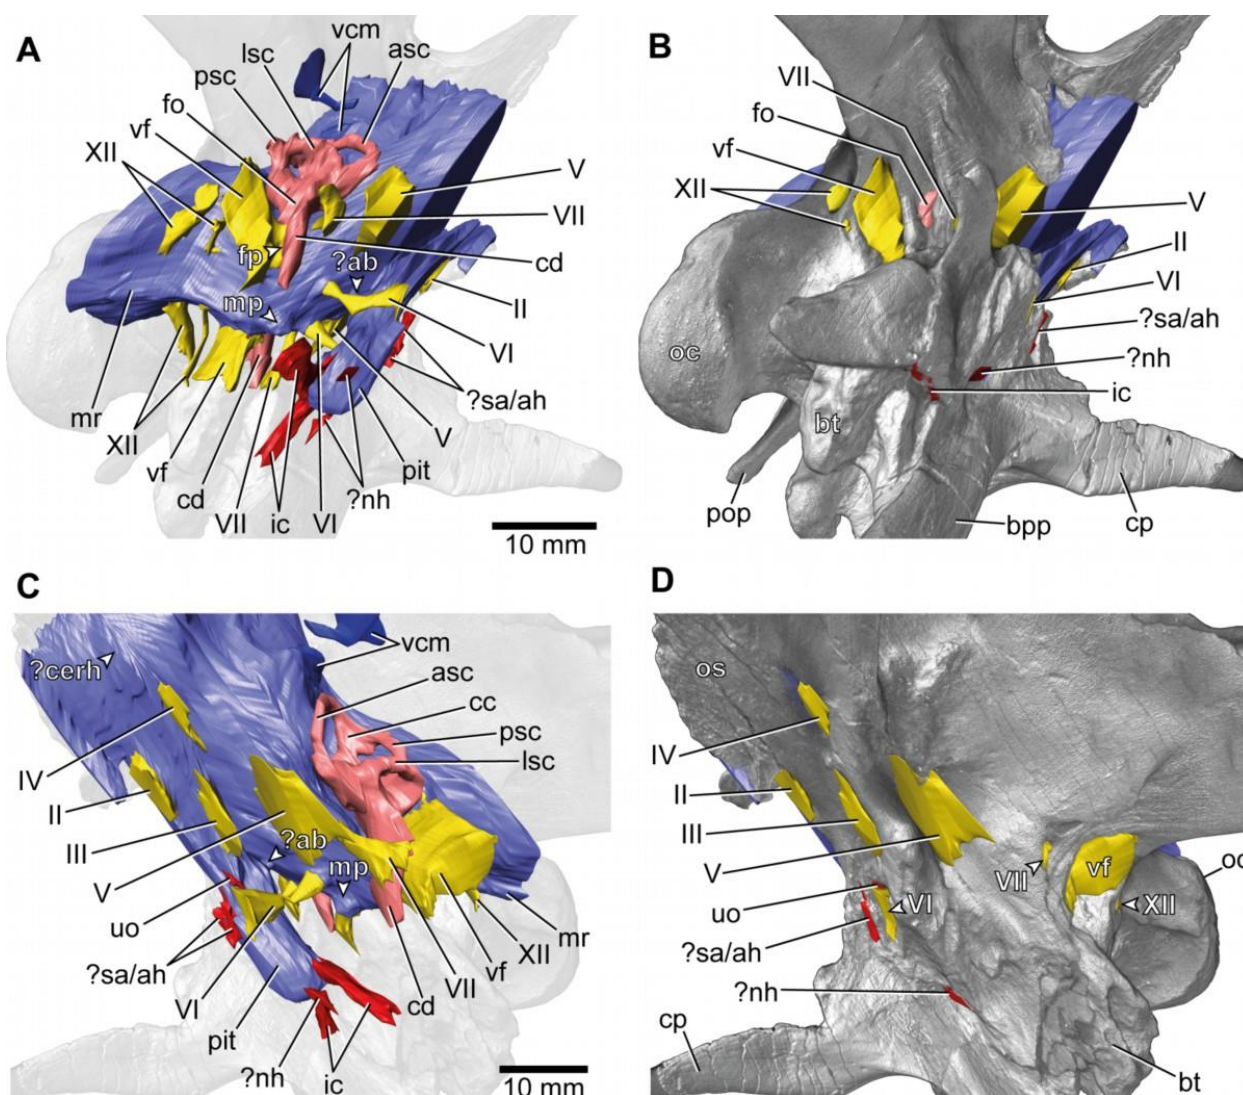 A
vcm
lsc
asc
psc
fo
vf
XII
V
VII
fp
?ab
cd
mp
II
VI
?sa/ah
mr
XII
vf
cd
VII
ic
VI
?nh
pit
V
10 mm
B
VII
fo
vf
XII
V
II
VI
?sa/ah
?nh
ic
oc
bt
pop
bpp
cp
C
?cerh
vcm
asc
cc
psc
lsc
IV
II
III
?ab
V
mp
uo
?sa/ah
VI
pit
?nh
ic
cd
VII
vf
XII
mr
10 mm
D
os
IV
II
III
V
VII
vf
oc
uo
VI
XII
?sa/ah
?nh
cp
bt